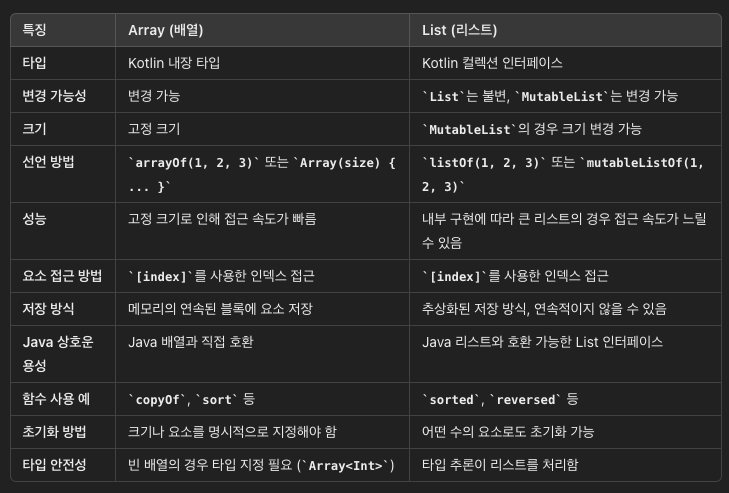 특징 Array (배열) List (리스트)
타입 Kotlin 내장 타입 Kotlin 컬렉션 인터페이스
변경 가능성 변경 가능 `List`는 불변, `MutableList`는 변경 가능
크기 고정 크기 `MutableList`의 경우 크기 변경 가능
선언 방법 `arrayOf(1, 2, 3)` 또는 `Array(size) { `listOf(1, 2, 3)` 또는 `mutableListOf(1,
... }` 2, 3)`
성능 고정 크기로 인해 접근 속도가 빠름 내부 구현에 따라 큰 리스트의 경우 접근 속도가 느릴
수 있음
요소 접근 방법 `[index]`를 사용한 인덱스 접근 `[index]`를 사용한 인덱스 접근
저장 방식 메모리의 연속된 블록에 요소 저장 추상화된 저장 방식, 연속적이지 않을 수 있음
Java 상호운 Java 배열과 직접 호환 Java 리스트와 호환 가능한 List 인터페이스
용성
함수 사용 예 `copyOf`, `sort` 등 `sorted`, `reversed` 등
초기화 방법 크기나 요소를 명시적으로 지정해야 함 어떤 수의 요소로도 초기화 가능
타입 안전성 빈 배열의 경우 타입 지정 필요 (`Array<Int>`) 타입 추론이 리스트를 처리함